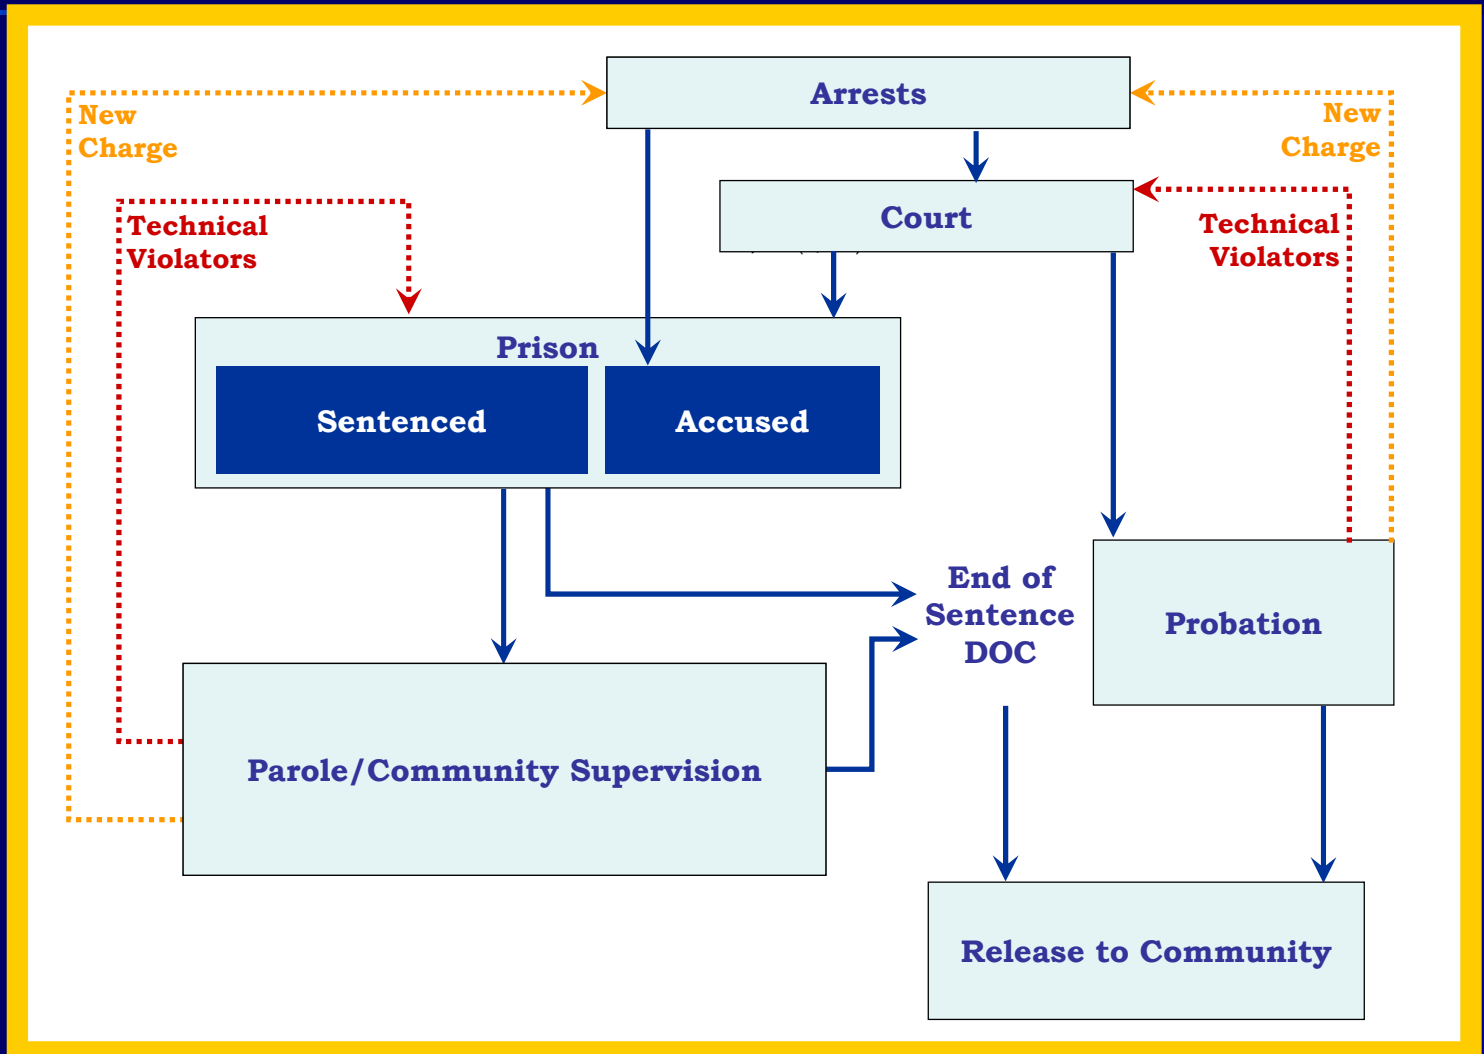 Arrests
New
Charge
New
Charge
Court
Technical
Violators
Technical
Violators
Prison
Sentenced
Accused
End of
Sentence
DOC
Probation
Parole/Community Supervision
Release to Community